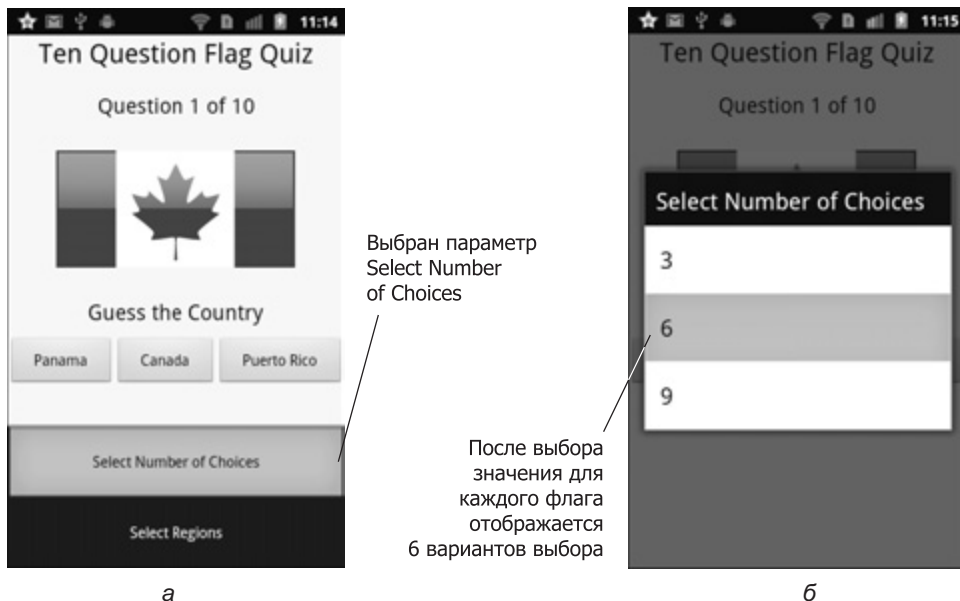 11:14
Ten Question Flag Quiz
Question 1 of 10
Guess the Country
Panama Canada Puerto Rico
Select Number of Choices
Select Regions
а
Выбран параметр
Select Number
of Choices
11:15
Ten Question Flag Quiz
Question 1 of 10
Select Number of Choices
3
6
9
После выбора
значения для
каждого флага
отображается
6 вариантов выбора
б